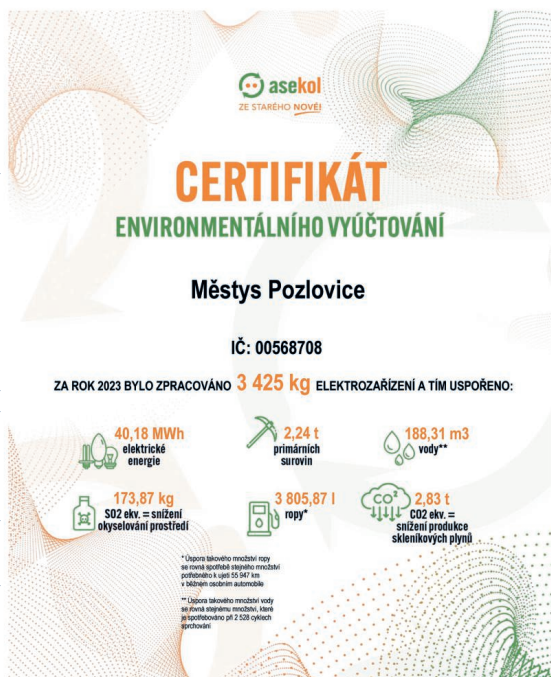 asekol
ZE STARÉHO NOVÉ!
CERTIFIKÁT
ENVIRONMENTÁLNÍHO VYÚČTOVÁNÍ
Městys Pozlovice
IČ: 00568708
ZA ROK 2023 BYLO ZPRACOVÁNO 3 425 kg ELEKTROZAŘÍZENÍ A TÍM USPOŘENO:
40,18 MWh
elektrické
energie
2,24 t
primárních
surovin
188,31 m3
vody**
173,87 kg
SO2 ekv. = snížení
okyselování prostředí
3 805,87 l
ropy*
CO²
2,83 t
CO2 ekv. =
snížení produkce
skleníkových plynů
* Úspora takového množství ropy
se rovná spotřebě stejného množství
potřebného k ujetí 55 947 km
v běžném osobním automobile
** Úspora takového množství vody
se rovná stejnému množství, které
je spotřebováno při 2 528 cyklech
sprchování